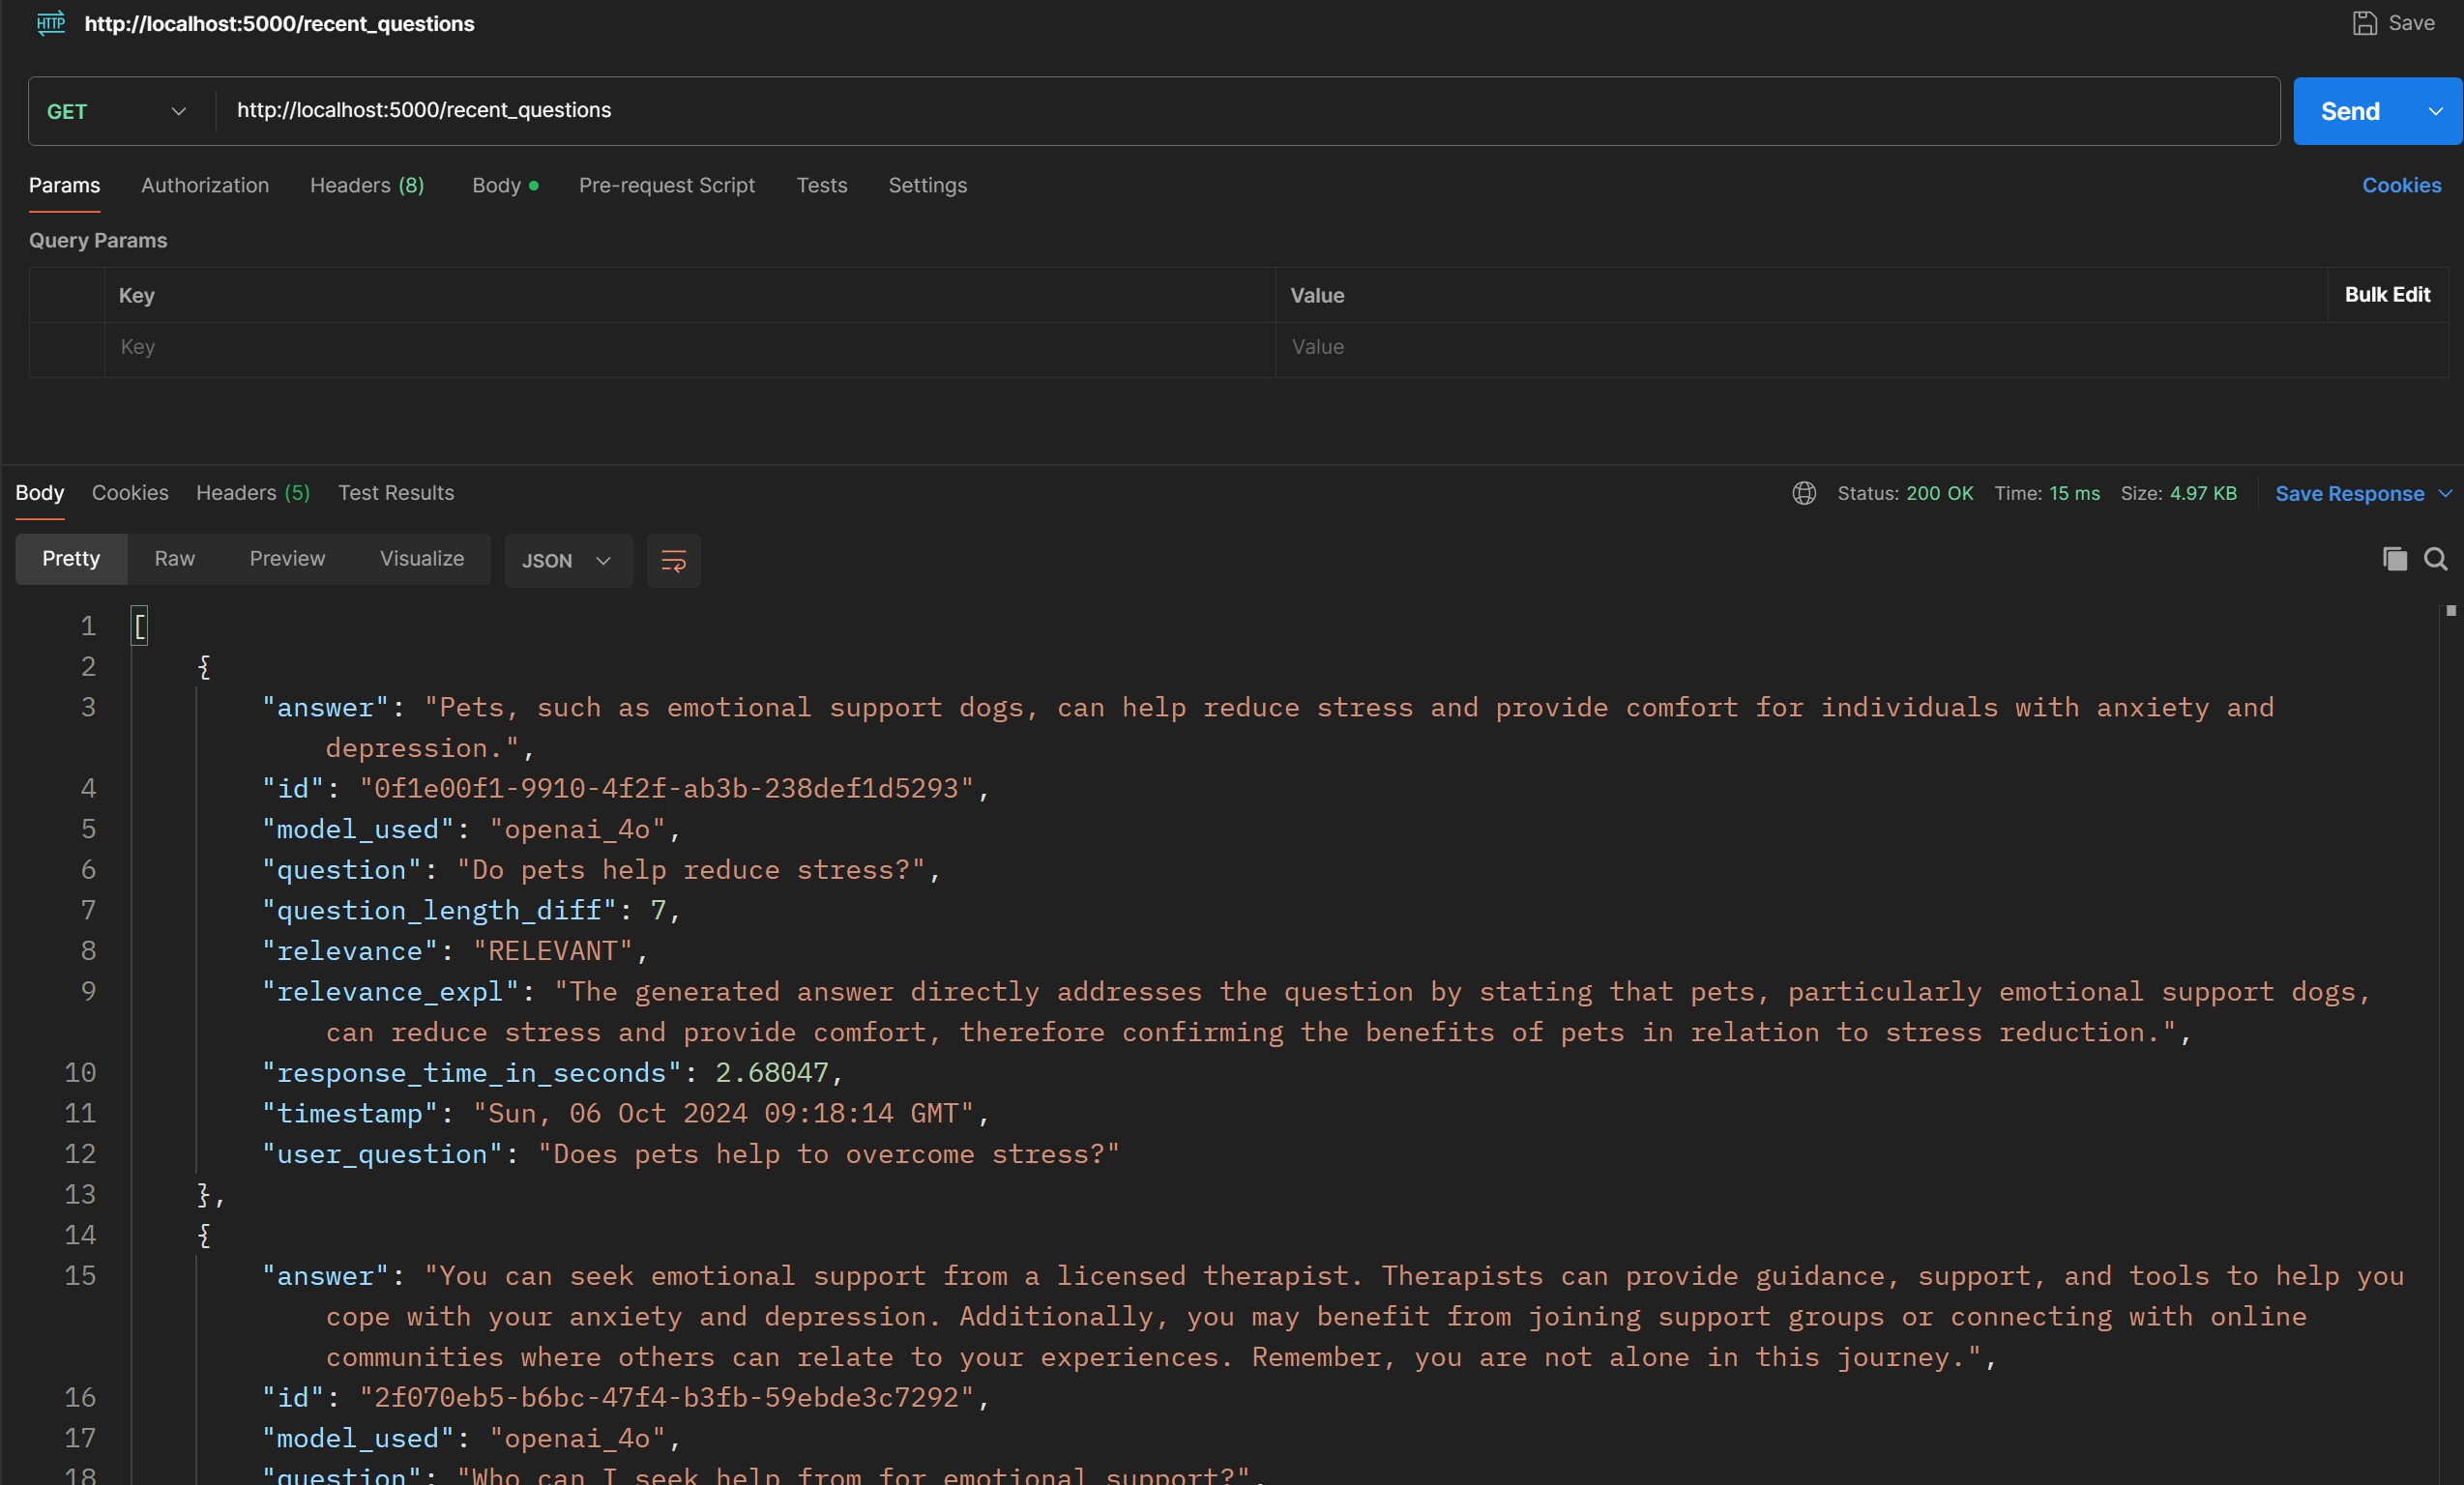 HTTP http://localhost:5000/recent_questions Save
GET http://localhost:5000/recent_questions Send
Params Authorization Headers (8) Body Pre-request Script Tests Settings Cookies
Query Params
Key Value Bulk Edit
Key Value
Body Cookies Headers (5) Test Results Status: 200 OK Time: 15 ms Size: 4.97 KB Save Response
Pretty Raw Preview Visualize JSON
1 [
2 {
3 "answer": "Pets, such as emotional support dogs, can help reduce stress and provide comfort for individuals with anxiety and
depression.",
4 "id": "0f1e00f1-9910-4f2f-ab3b-238def1d5293",
5 "model_used": "openai_4o",
6 "question": "Do pets help reduce stress?",
7 "question_length_diff": 7,
8 "relevance": "RELEVANT",
9 "relevance_expl": "The generated answer directly addresses the question by stating that pets, particularly emotional support dogs,
can reduce stress and provide comfort, therefore confirming the benefits of pets in relation to stress reduction.",
10 "response_time_in_seconds": 2.68047,
11 "timestamp": "Sun, 06 Oct 2024 09:18:14 GMT",
12 "user_question": "Does pets help to overcome stress?"
13 },
14 {
15 "answer": "You can seek emotional support from a licensed therapist. Therapists can provide guidance, support, and tools to help you
cope with your anxiety and depression. Additionally, you may benefit from joining support groups or connecting with online
communities where others can relate to your experiences. Remember, you are not alone in this journey.",
16 "id": "2f070eb5-b6bc-47f4-b3fb-59ebde3c7292",
17 "model_used": "openai_4o",
18 "question": "Who can I seek help from for emotional support?",